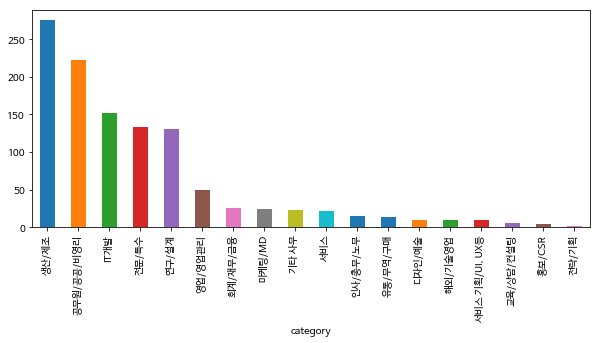 250
200
150
100
50
0
생산/제조
공무원/공공/비영리
IT개발
전문/특수
연구/설계
영업/영업관리
회계/재무/금융
마케팅/MD
기타 사무
서비스
인사/총무/노무
유통/무역/구매
디자인/예술
해외/기술영업
서비스 기획/UI, UX등
교육/상담/컨설팅
홍보/CSR
전략/기획
category